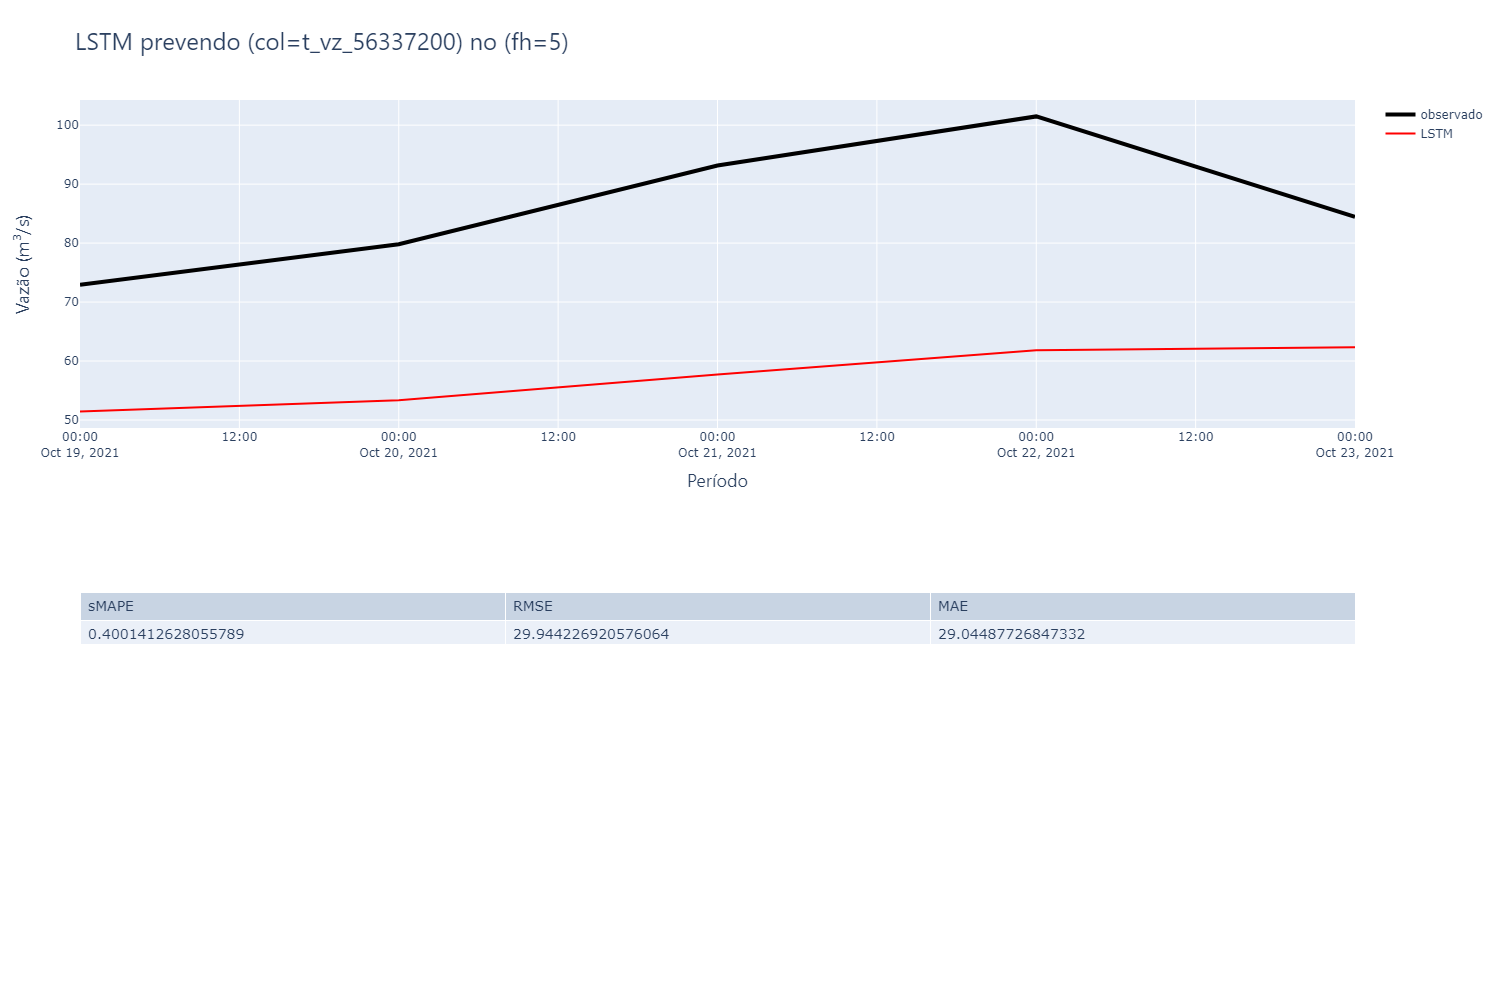 LSTM prevendo (col=t_vz_56337200) no (fh=5)
observado
LSTM
Vazão (m³/s)
100
90
80
70
60
50
00:00 12:00 00:00 12:00 00:00 12:00 00:00 12:00 00:00
Oct 19, 2021 Oct 20, 2021 Oct 21, 2021 Oct 22, 2021 Oct 23, 2021
Período
sMAPE RMSE MAE
0.4001412628055789 29.944226920576064 29.04487726847332